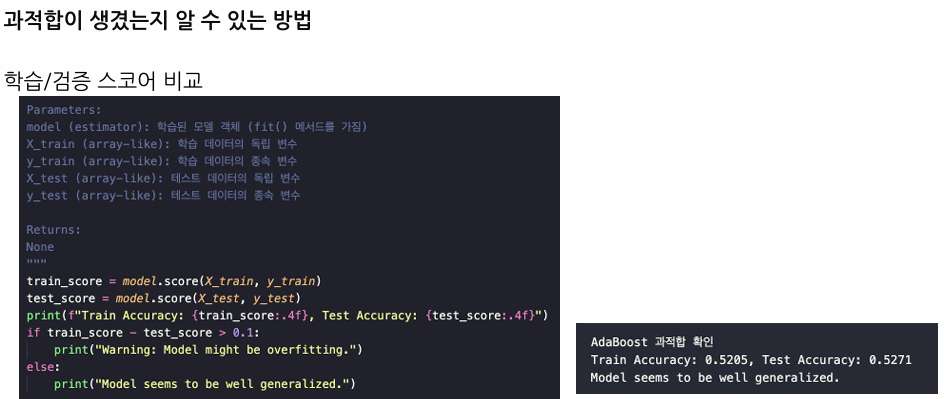 과적합이 생겼는지 알 수 있는 방법
학습/검증 스코어 비교
Parameters:
model (estimator): 학습된 모델 객체 (fit() 메서드를 가짐)
X_train (array-like): 학습 데이터의 독립 변수
y_train (array-like): 학습 데이터의 종속 변수
X_test (array-like): 테스트 데이터의 독립 변수
y_test (array-like): 테스트 데이터의 종속 변수
Returns:
None
"""
train_score = model.score(X_train, y_train)
test_score = model.score(X_test, y_test)
print(f"Train Accuracy: {train_score:.4f}, Test Accuracy: {test_score:.4f}")
if train_score - test_score > 0.1:
    print("Warning: Model might be overfitting.")
else:
    print("Model seems to be well generalized.")
AdaBoost 과적합 확인
Train Accuracy: 0.5205, Test Accuracy: 0.5271
Model seems to be well generalized.